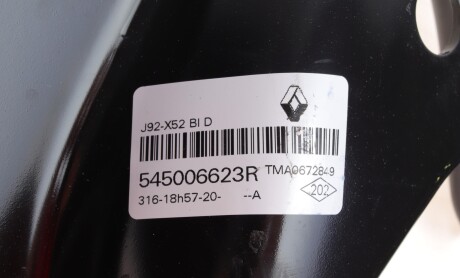 J92-X52 BI D
545006623R TMA0672849
316-18h57-20- --A 202